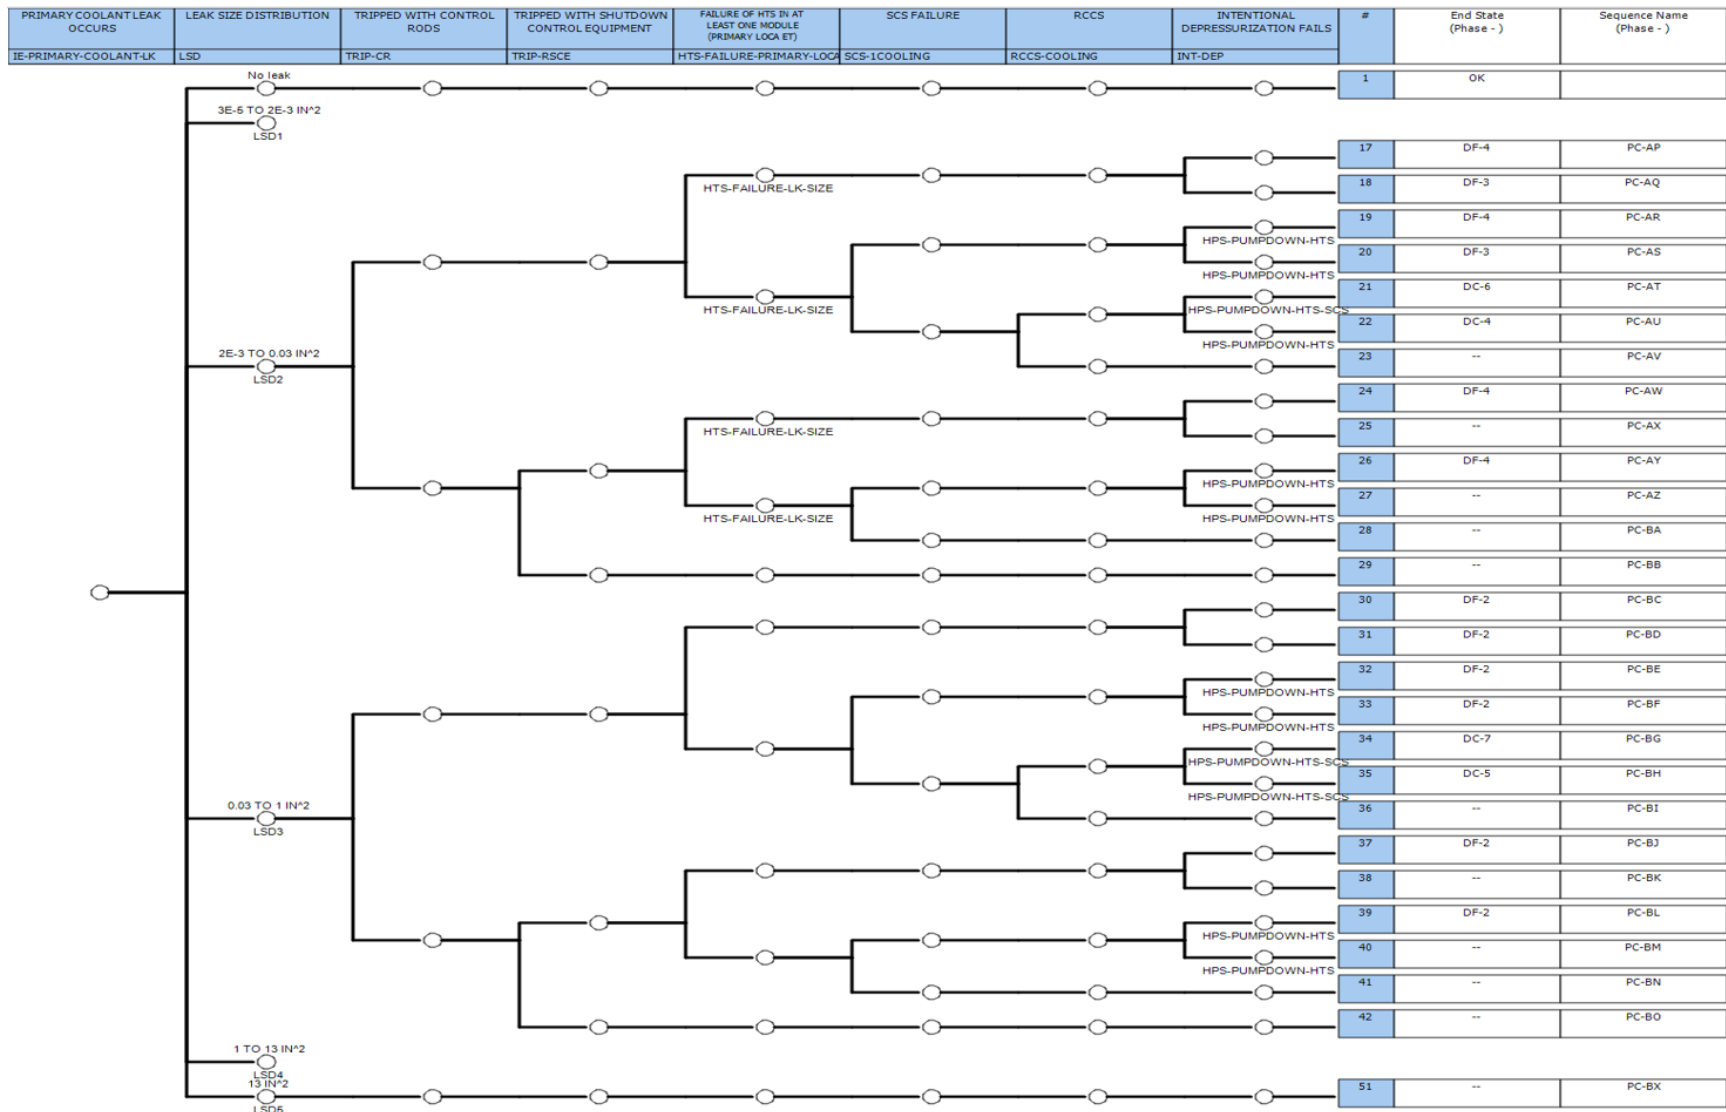 PRIMARY COOLANT LEAK
OCCURS
LEAK SIZE DISTRIBUTION
TRIPPED WITH CONTROL
RODS
TRIPPED WITH SHUTDOWN
CONTROL EQUIPMENT
FAILURE OF HTS IN AT
LEAST ONE MODULE
(PRIMARY LOCA ET)
SCS FAILURE
RCCS
INTENTIONAL
DEPRESSURIZATION FAILS
#
End State
(Phase - )
Sequence Name
(Phase - )
IE-PRIMARY-COOLANT-LK
LSD
TRIP-CR
TRIP-RSCE
HTS-FAILURE-PRIMARY-LOCA
SCS-1COOLING
RCCS-COOLING
INT-DEP
No leak
1 OK
3E-5 TO 2E-3 IN^2
LSD1
17 DF-4 PC-AP
HTS-FAILURE-LK-SIZE
18 DF-3 PC-AQ
19 DF-4 PC-AR
HPS-PUMPDOWN-HTS
20 DF-3 PC-AS
HPS-PUMPDOWN-HTS
21 DC-6 PC-AT
HTS-FAILURE-LK-SIZE
HPS-PUMPDOWN-HTS-SCS
22 DC-4 PC-AU
HPS-PUMPDOWN-HTS
2E-3 TO 0.03 IN^2
LSD2
23 -- PC-AV
24 DF-4 PC-AW
HTS-FAILURE-LK-SIZE
25 -- PC-AX
26 DF-4 PC-AY
HPS-PUMPDOWN-HTS
27 -- PC-AZ
HTS-FAILURE-LK-SIZE
HPS-PUMPDOWN-HTS
28 -- PC-BA
29 -- PC-BB
30 DF-2 PC-BC
31 DF-2 PC-BD
32 DF-2 PC-BE
HPS-PUMPDOWN-HTS
33 DF-2 PC-BF
HPS-PUMPDOWN-HTS
34 DC-7 PC-BG
HPS-PUMPDOWN-HTS-SCS
35 DC-5 PC-BH
HPS-PUMPDOWN-HTS-SCS
0.03 TO 1 IN^2
LSD3
36 -- PC-BI
37 DF-2 PC-BJ
38 -- PC-BK
39 DF-2 PC-BL
HPS-PUMPDOWN-HTS
40 -- PC-BM
HPS-PUMPDOWN-HTS
41 -- PC-BN
42 -- PC-BO
1 TO 13 IN^2
LSD4
13 IN^2
LSD5
51 -- PC-BX